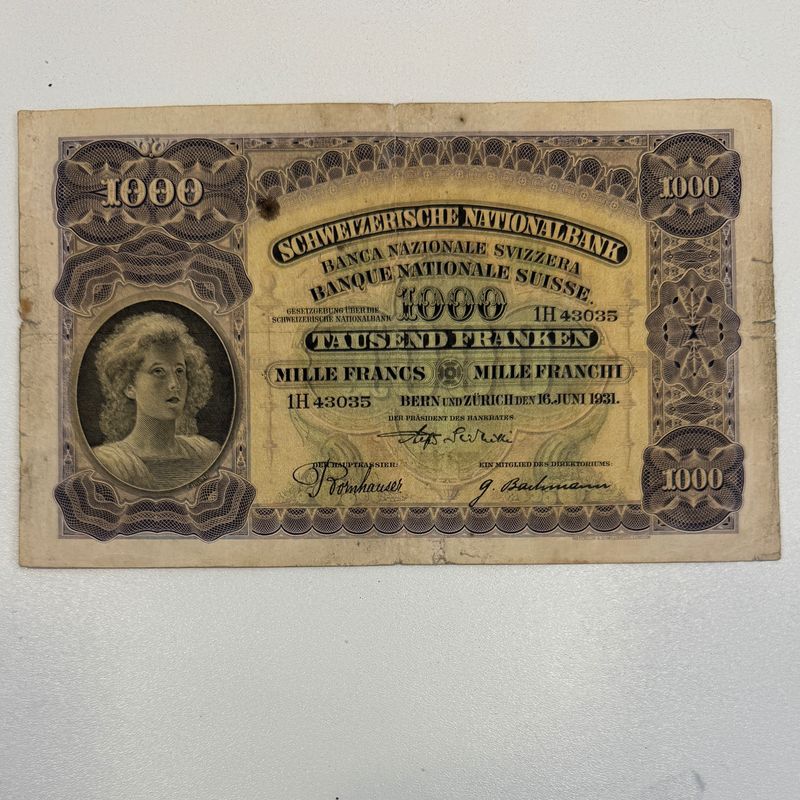 1000
1000
SCHWEIZERISCHE NATIONALBANK
BANCA NAZIONALE SVIZZERA
BANQUE NATIONALE SUISSE.
GESETZGEBUNG ÜBER DIE
SCHWEIZERISCHE NATIONALBANK
1000
1H 43035
TAUSEND FRANKEN
MILLE FRANCS MILLE FRANCHI
1H 43035 BERN UND ZÜRICH DEN 16. JUNI 1931.
DER PRÄSIDENT DES BANKRATES:
DER HAUPTKASSIER: EIN MITGLIED DES DIREKTORIUMS:
Bornhauser G. Bachmann
1000